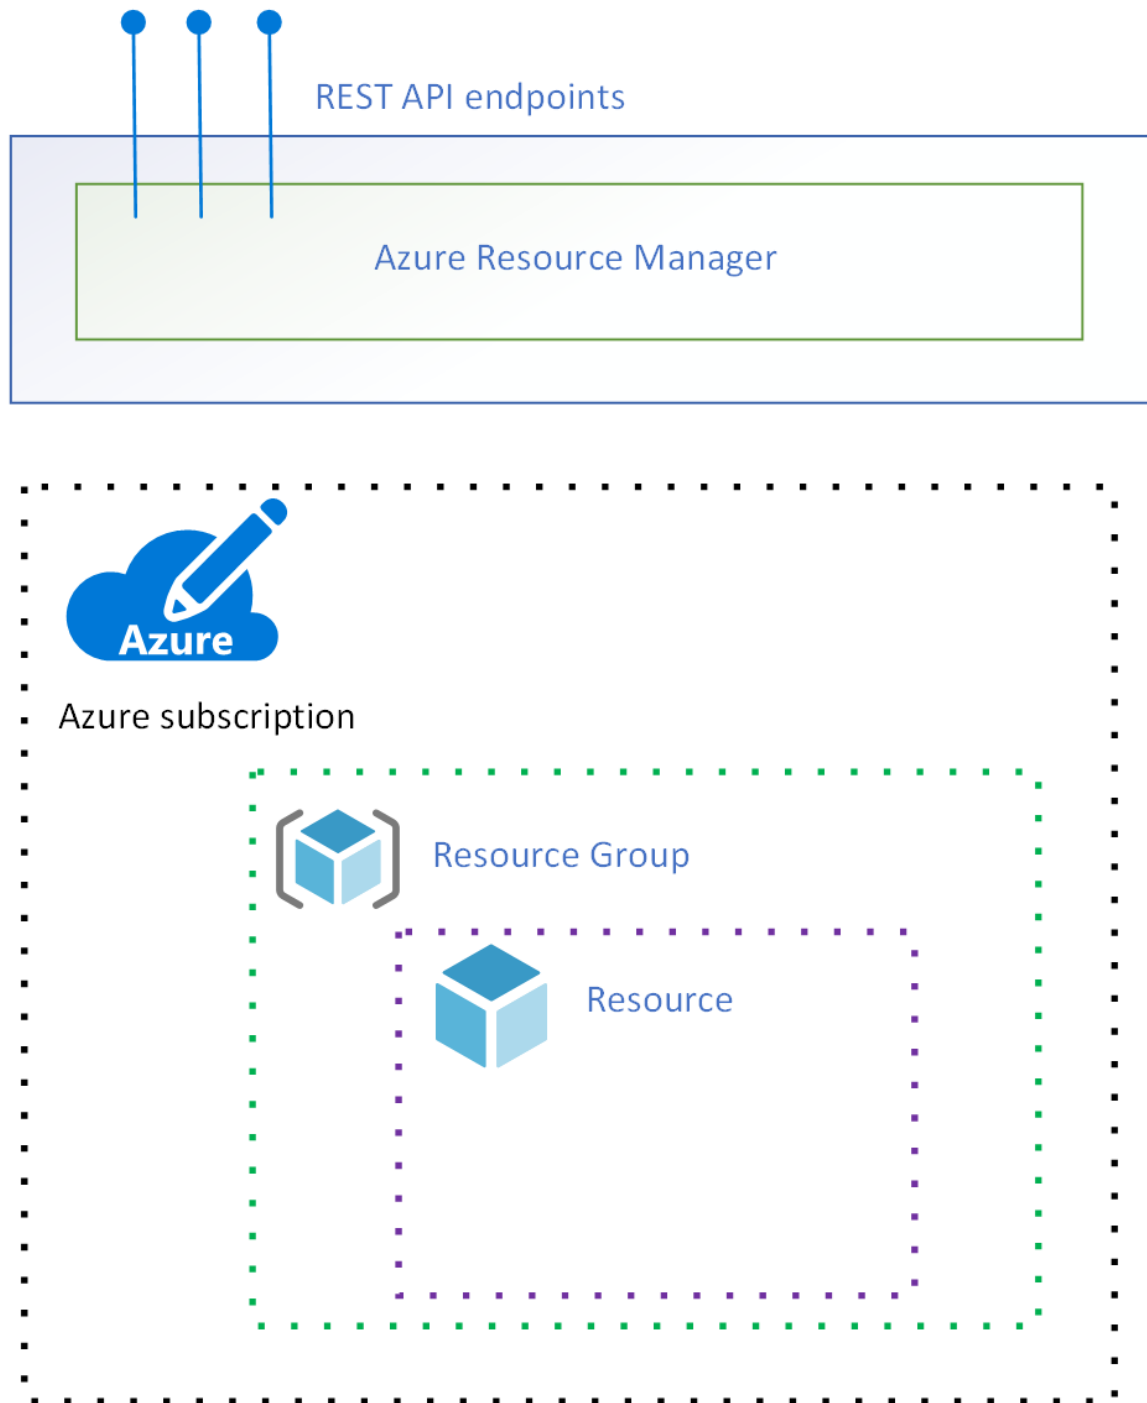 REST API endpoints
Azure Resource Manager
Azure
Azure subscription
Resource Group
Resource